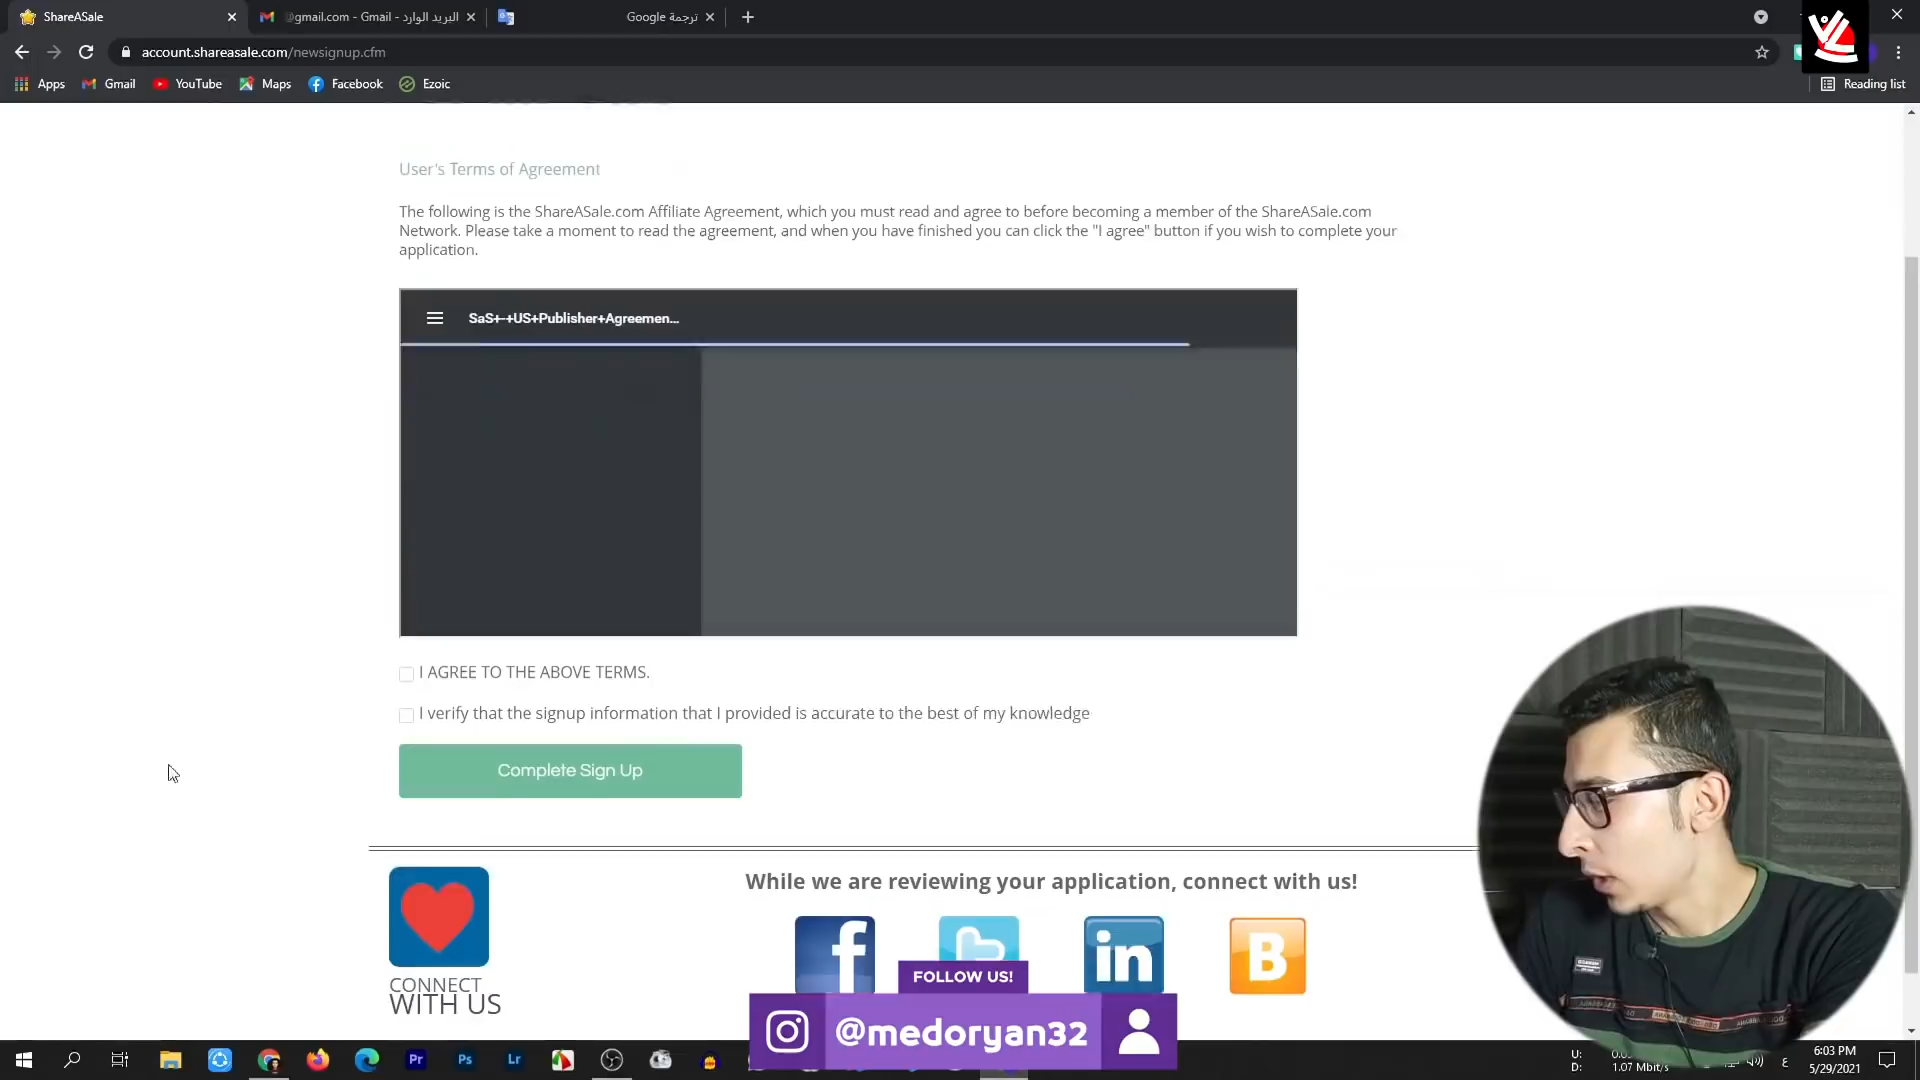 ShareASale
@gmail.com - Gmail - البريد الوارد
ترجمة Google
account.shareasale.com/newsignup.cfm
Apps
Gmail
YouTube
Maps
Facebook
Ezoic
Reading list
User's Terms of Agreement
The following is the ShareASale.com Affiliate Agreement, which you must read and agree to before becoming a member of the ShareASale.com
Network. Please take a moment to read the agreement, and when you have finished you can click the "I agree" button if you wish to complete your
application.
SaS+-+US+Publisher+Agreemen...
I AGREE TO THE ABOVE TERMS.
I verify that the signup information that I provided is accurate to the best of my knowledge
Complete Sign Up
While we are reviewing your application, connect with us!
CONNECT
WITH US
FOLLOW US!
@medoryan32
Pr
Ps
Lr
U:
D:
1.07 Mbit/s
ع
6:03 PM
5/29/2021